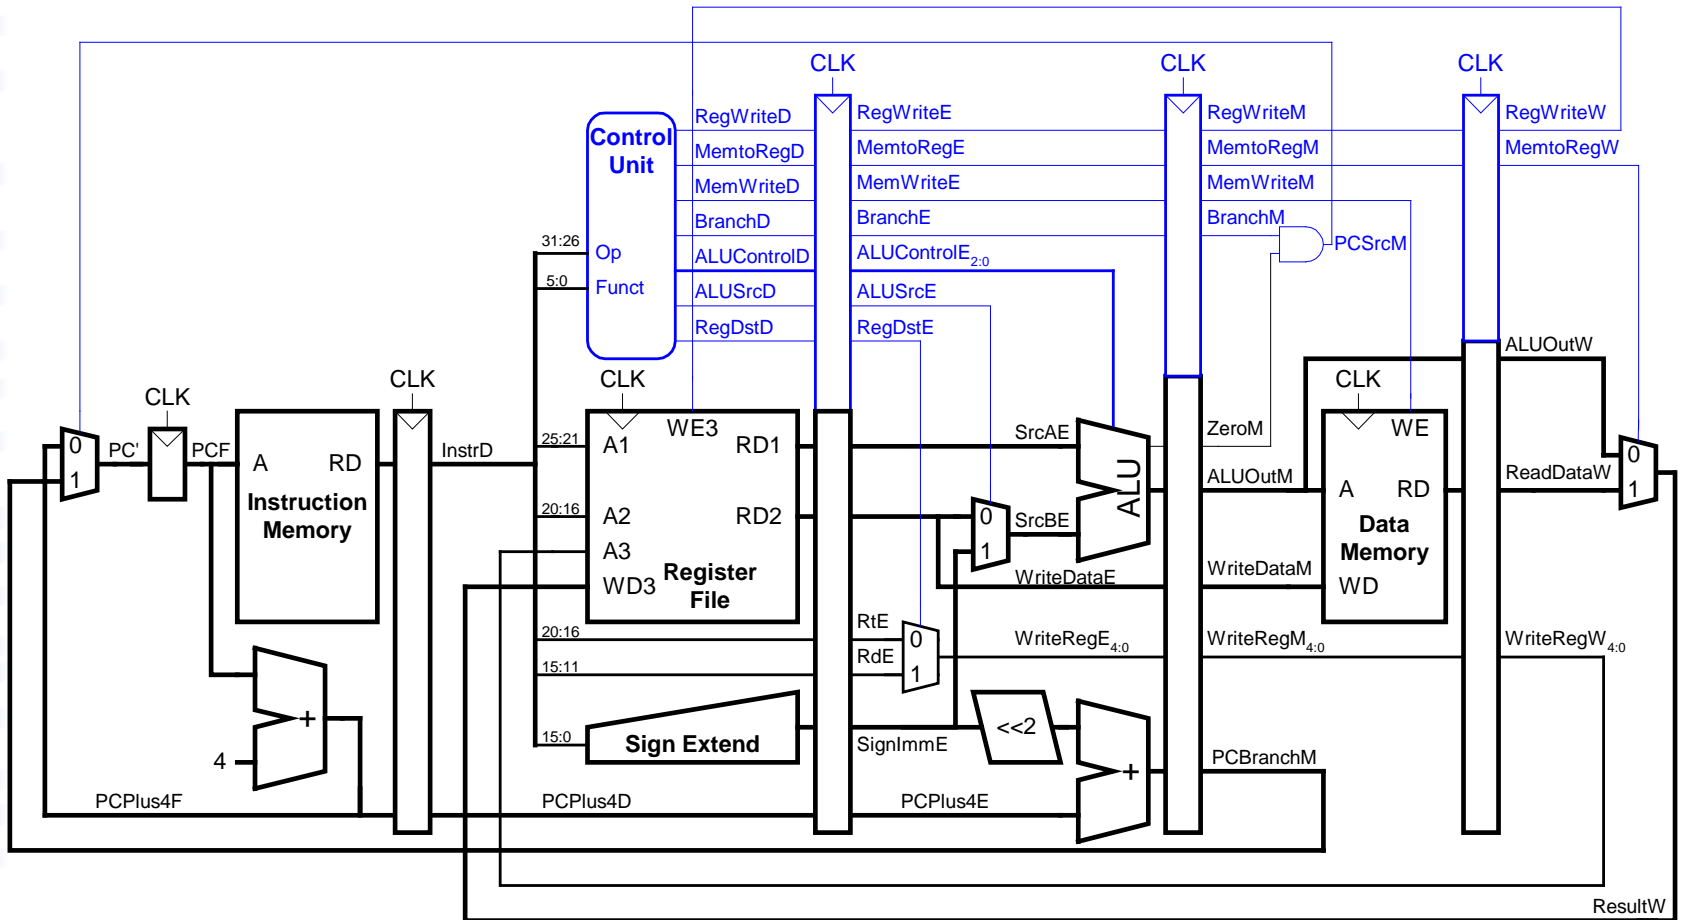 CLK
CLK
CLK
Control
Unit
Op
Funct
31:26
5:0
RegWriteD
MemtoRegD
MemWriteD
BranchD
ALUControlD
ALUSrcD
RegDstD
RegWriteE
MemtoRegE
MemWriteE
BranchE
ALUControlE2:0
ALUSrcE
RegDstE
RegWriteM
MemtoRegM
MemWriteM
BranchM
PCSrcM
RegWriteW
MemtoRegW
CLK
CLK
CLK
CLK
0
1
PC'
PCF
A
RD
Instruction
Memory
InstrD
25:21
20:16
20:16
15:11
15:0
A1
A2
A3
WD3
WE3
RD1
RD2
Register
File
Sign Extend
SrcAE
0
1
SrcBE
ALU
WriteDataE
RtE
RdE
0
1
WriteRegE4:0
SignImmE
<<2
+
ZeroM
ALUOutM
WriteDataM
WriteRegM4:0
PCBranchM
A
RD
WE
Data
Memory
WD
ALUOutW
ReadDataW
0
1
WriteRegW4:0
4
+
PCPlus4F
PCPlus4D
PCPlus4E
ResultW